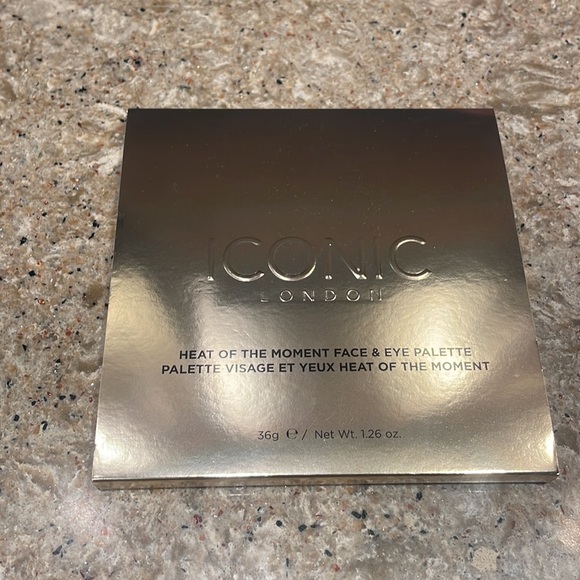 ICONIC
LONDON
HEAT OF THE MOMENT FACE & EYE PALETTE
PALETTE VISAGE ET YEUX HEAT OF THE MOMENT
36g ℮ / Net Wt. 1.26 oz.